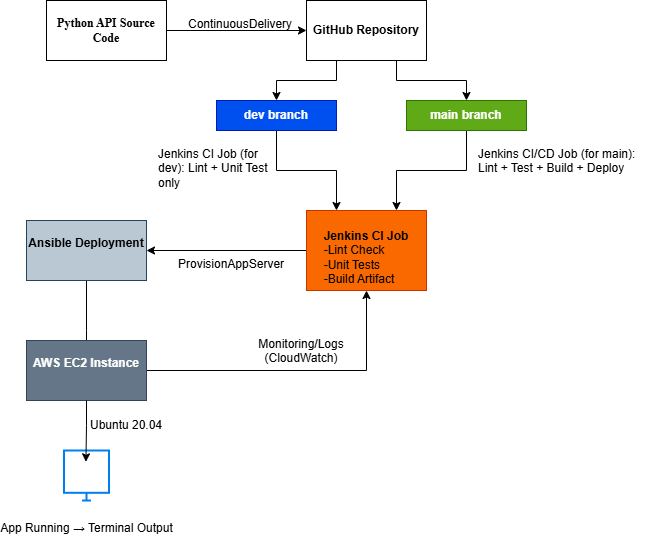 Python API Source
Code
ContinuousDelivery
GitHub Repository
dev branch
main branch
Jenkins CI Job (for
dev): Lint + Unit Test
only
Jenkins CI/CD Job (for main):
Lint + Test + Build + Deploy
Jenkins CI Job
-Lint Check
-Unit Tests
-Build Artifact
Ansible Deployment
ProvisionAppServer
Monitoring/Logs
(CloudWatch)
AWS EC2 Instance
Ubuntu 20.04
App Running → Terminal Output